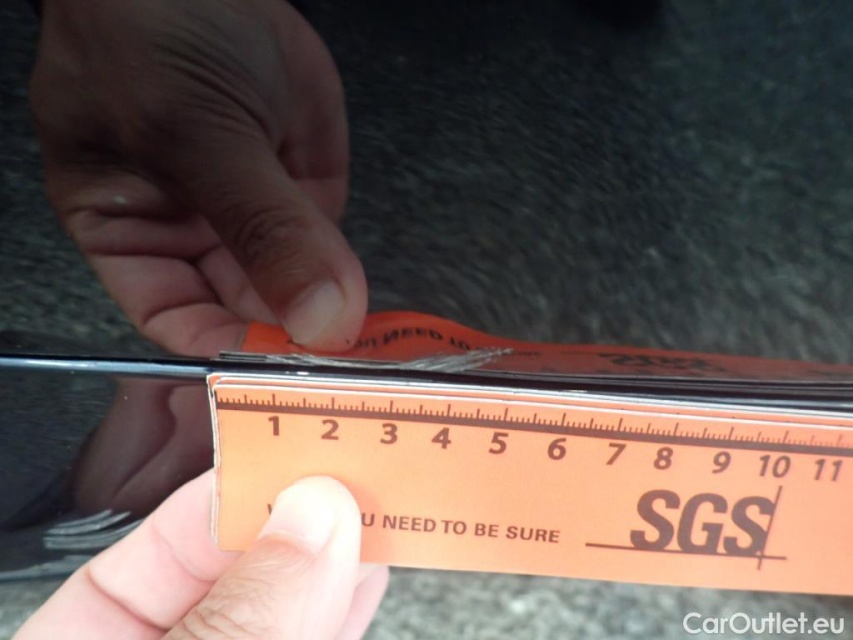 1 2 3 4 5 6 7 8 9 10 11
U NEED TO BE SURE
SGS
CarOutlet.eu